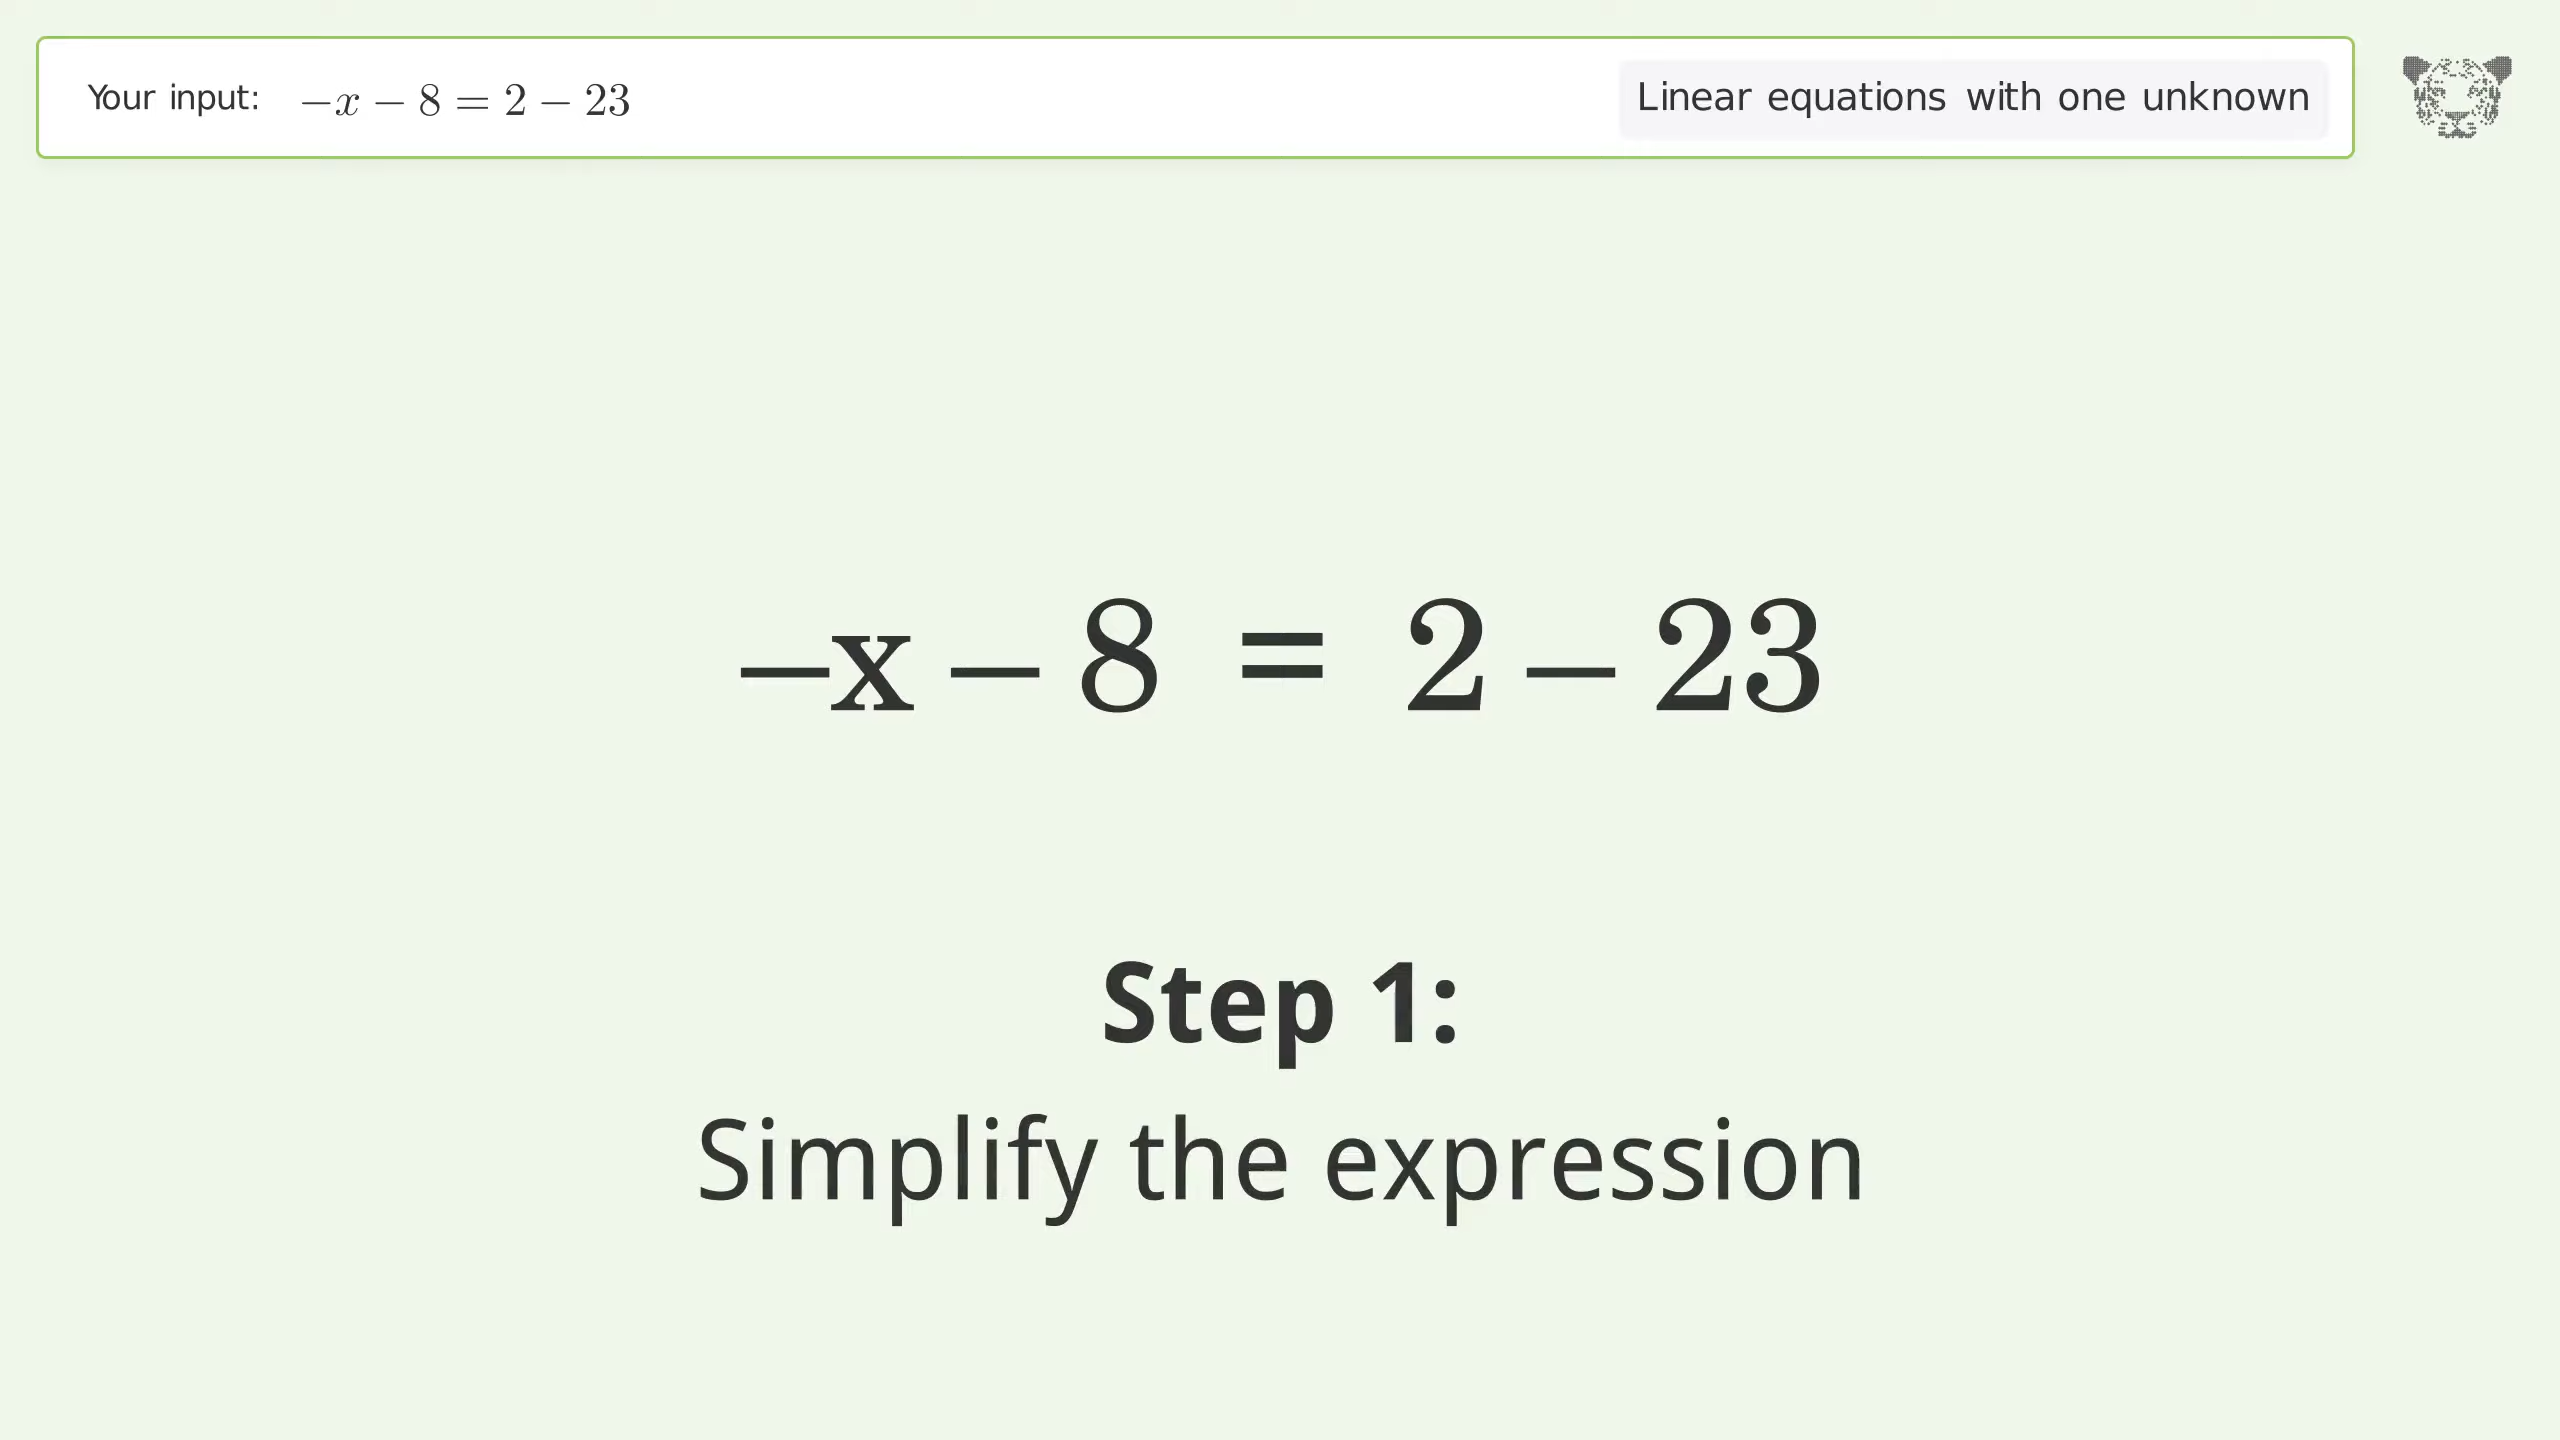 Your input: −x − 8 = 2 − 23
Linear equations with one unknown
−x − 8 = 2 − 23
Step 1:
Simplify the expression